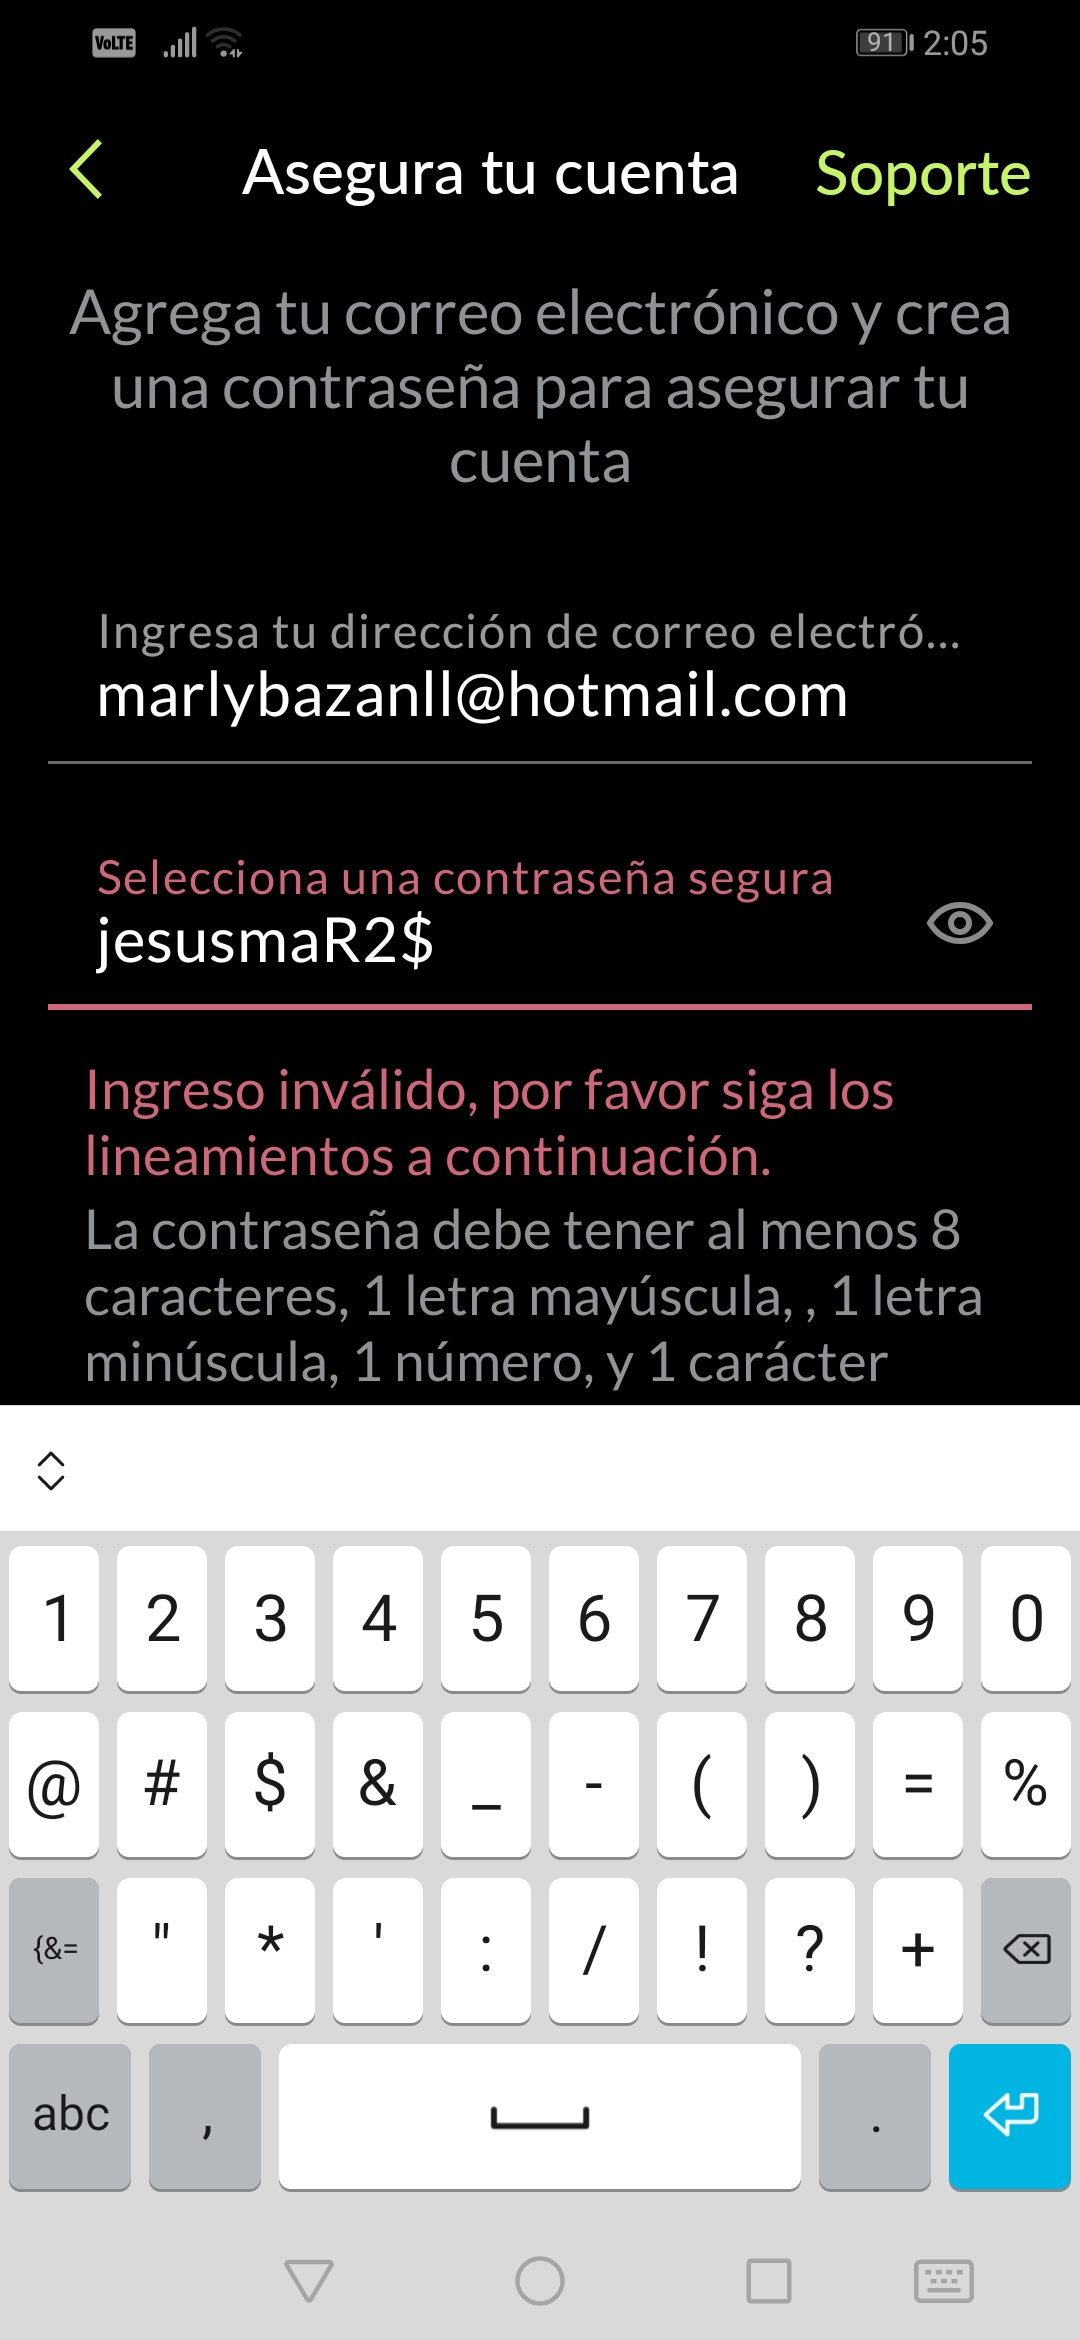 VoLTE 91 2:05
Asegura tu cuenta Soporte
Agrega tu correo electrónico y crea
una contraseña para asegurar tu
cuenta
Ingresa tu dirección de correo electró...
marlybazanll@hotmail.com
Selecciona una contraseña segura
jesusmaR2$
Ingreso inválido, por favor siga los
lineamientos a continuación.
La contraseña debe tener al menos 8
caracteres, 1 letra mayúscula, , 1 letra
minúscula, 1 número, y 1 carácter
1 2 3 4 5 6 7 8 9 0
@ # $ & _ - ( ) = %
{&= " * ' : / ! ? +
abc , .